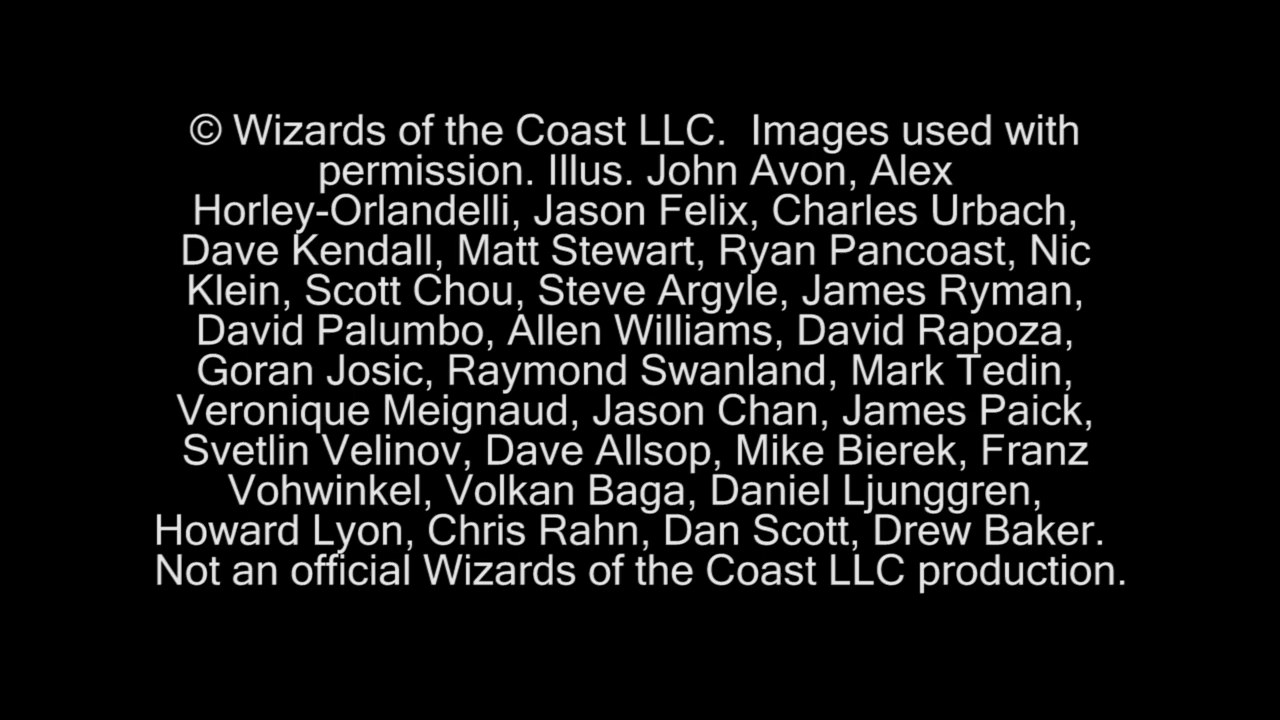 © Wizards of the Coast LLC.  Images used with
permission. Illus. John Avon, Alex
Horley-Orlandelli, Jason Felix, Charles Urbach,
Dave Kendall, Matt Stewart, Ryan Pancoast, Nic
Klein, Scott Chou, Steve Argyle, James Ryman,
David Palumbo, Allen Williams, David Rapoza,
Goran Josic, Raymond Swanland, Mark Tedin,
Veronique Meignaud, Jason Chan, James Paick,
Svetlin Velinov, Dave Allsop, Mike Bierek, Franz
Vohwinkel, Volkan Baga, Daniel Ljunggren,
Howard Lyon, Chris Rahn, Dan Scott, Drew Baker.
Not an official Wizards of the Coast LLC production.